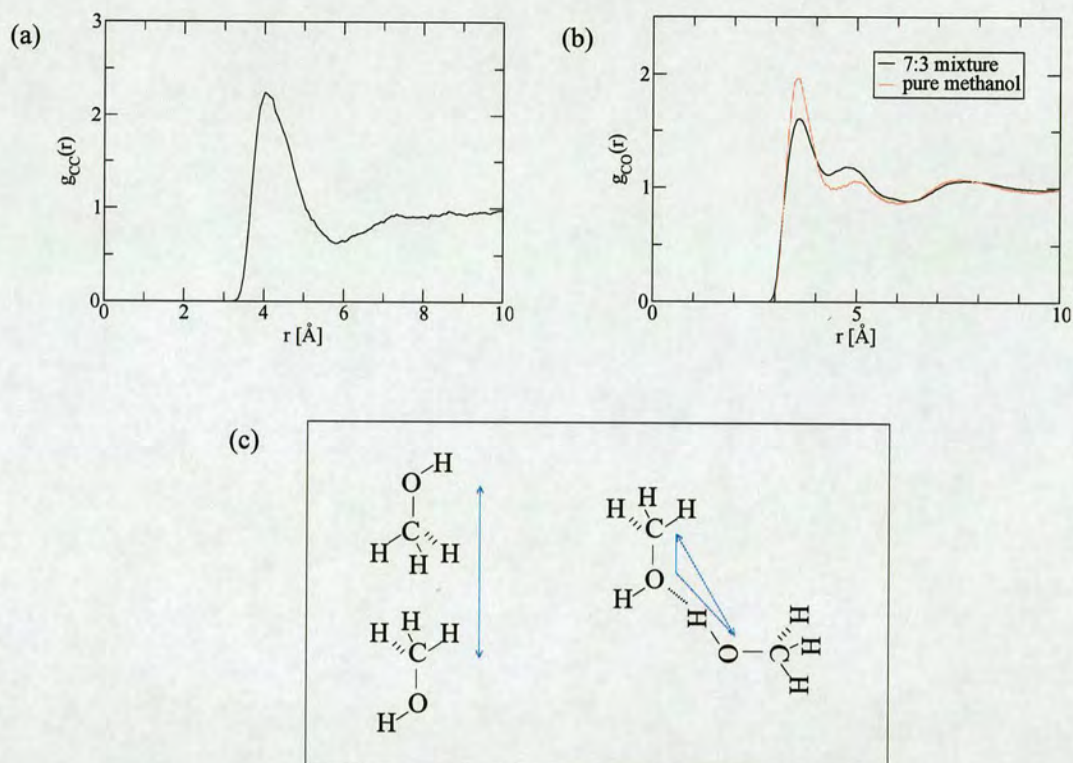 (a)
3
2
1
0
g_CC(r)
0 2 4 6 8 10
r [Å]
(b)
2
1
0
g_CO(r)
7:3 mixture
pure methanol
0 5 10
r [Å]
(c)
H
O
C
H H H
H
H C H
O
H
H
H H
C
O
H
H
O C
H
H
H